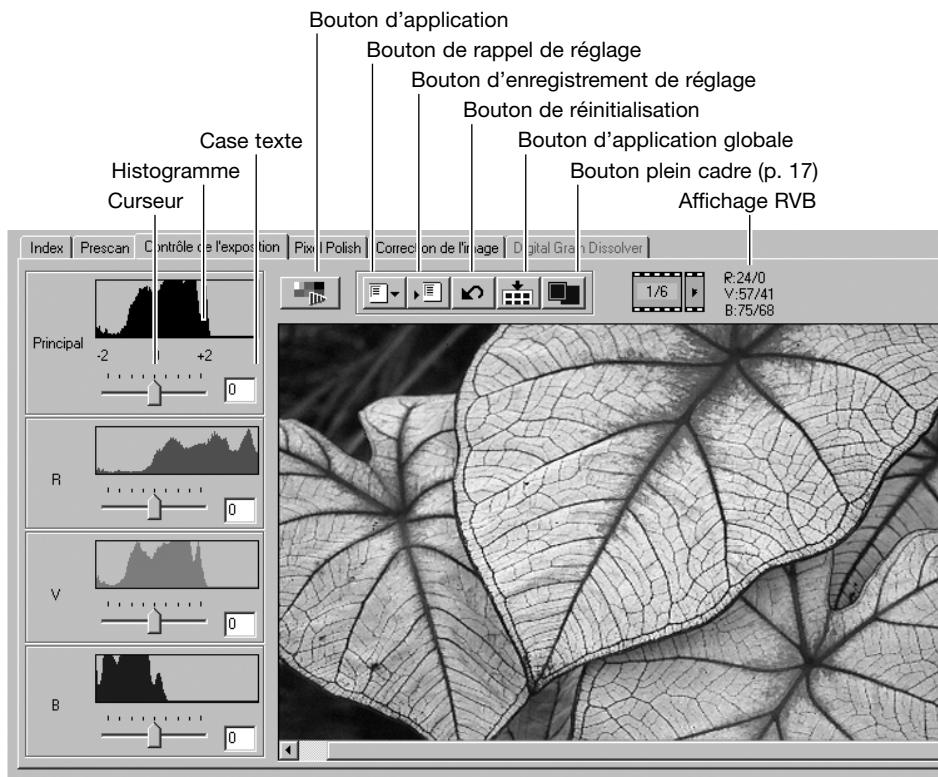 Bouton d'application
Bouton de rappel de réglage
Bouton d'enregistrement de réglage
Bouton de réinitialisation
Case texte
Bouton d'application globale
Histogramme
Bouton plein cadre (p. 17)
Curseur
Affichage RVB
Index Prescan Contrôle de l'exposition Pixel Polish Correction de l'image Digital Grain Dissolver
1/6
R:24/0
V:57/41
B:75/68
Principal
-2 0 +2
0
R
0
V
0
B
0